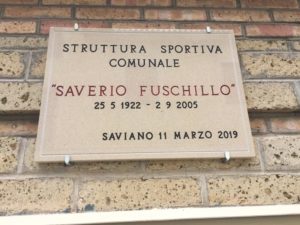 STRUTTURA SPORTIVA
COMUNALE
"SAVERIO FUSCHILLO"
25 5 1922 - 2 9 2005
SAVIANO 11 MARZO 2019